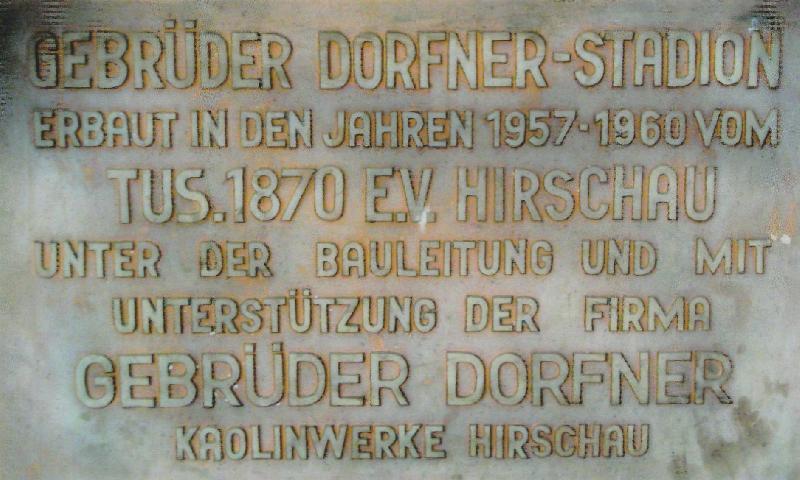 GEBRÜDER DORFNER-STADION
ERBAUT IN DEN JAHREN 1957-1960 VOM
TUS. 1870 E.V. HIRSCHAU
UNTER DER BAULEITUNG UND MIT
UNTERSTÜTZUNG DER FIRMA
GEBRÜDER DORFNER
KAOLINWERKE HIRSCHAU